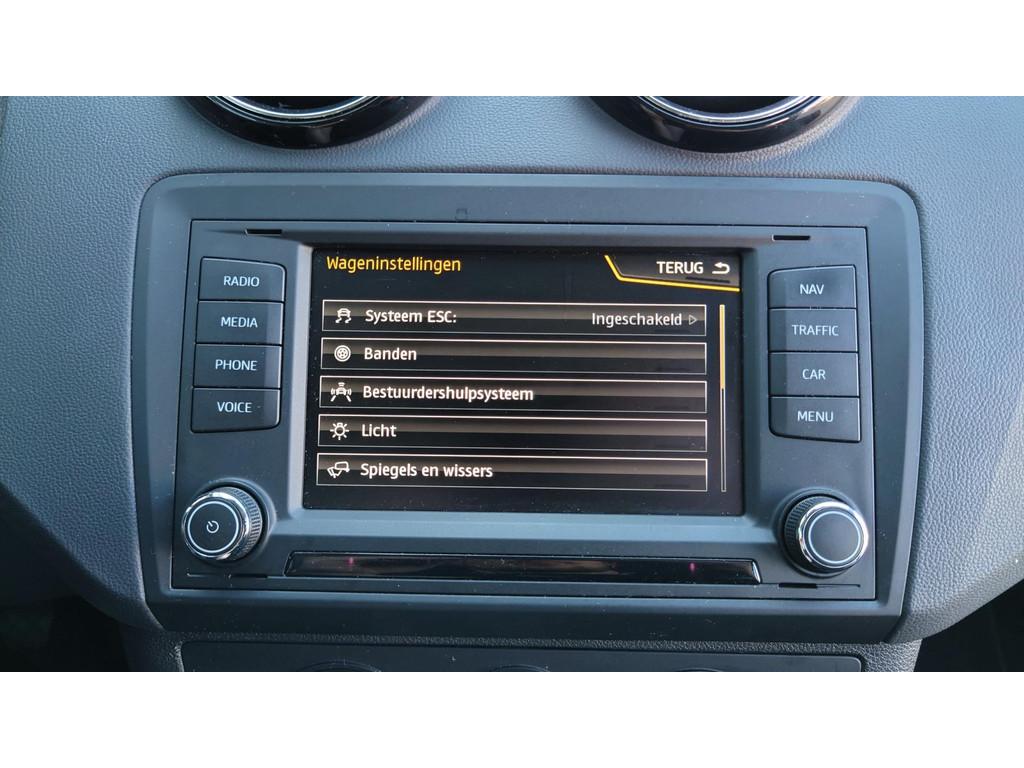 Wageninstellingen
TERUG
RADIO
MEDIA
PHONE
VOICE
Systeem ESC: Ingeschakeld
Banden
Bestuurdershulpsysteem
Licht
Spiegels en wissers
NAV
TRAFFIC
CAR
MENU